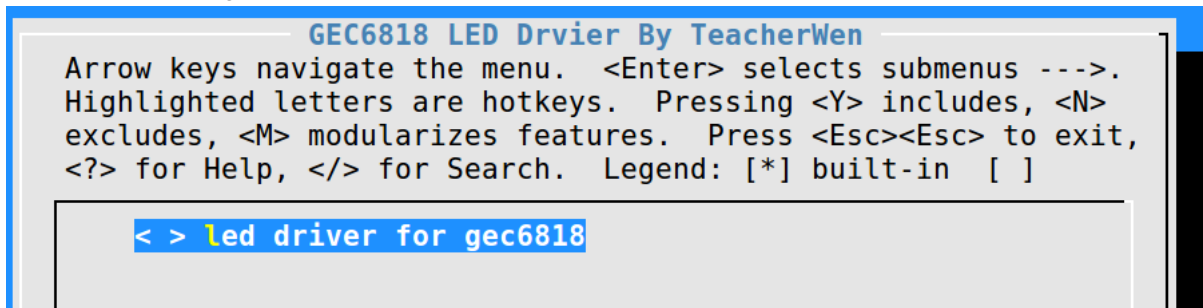 GEC6818 LED Drvier By TeacherWen
Arrow keys navigate the menu.  <Enter> selects submenus --->.
Highlighted letters are hotkeys.  Pressing <Y> includes, <N>
excludes, <M> modularizes features.  Press <Esc><Esc> to exit,
<?> for Help, </> for Search.  Legend: [*] built-in  [ ]
< > led driver for gec6818